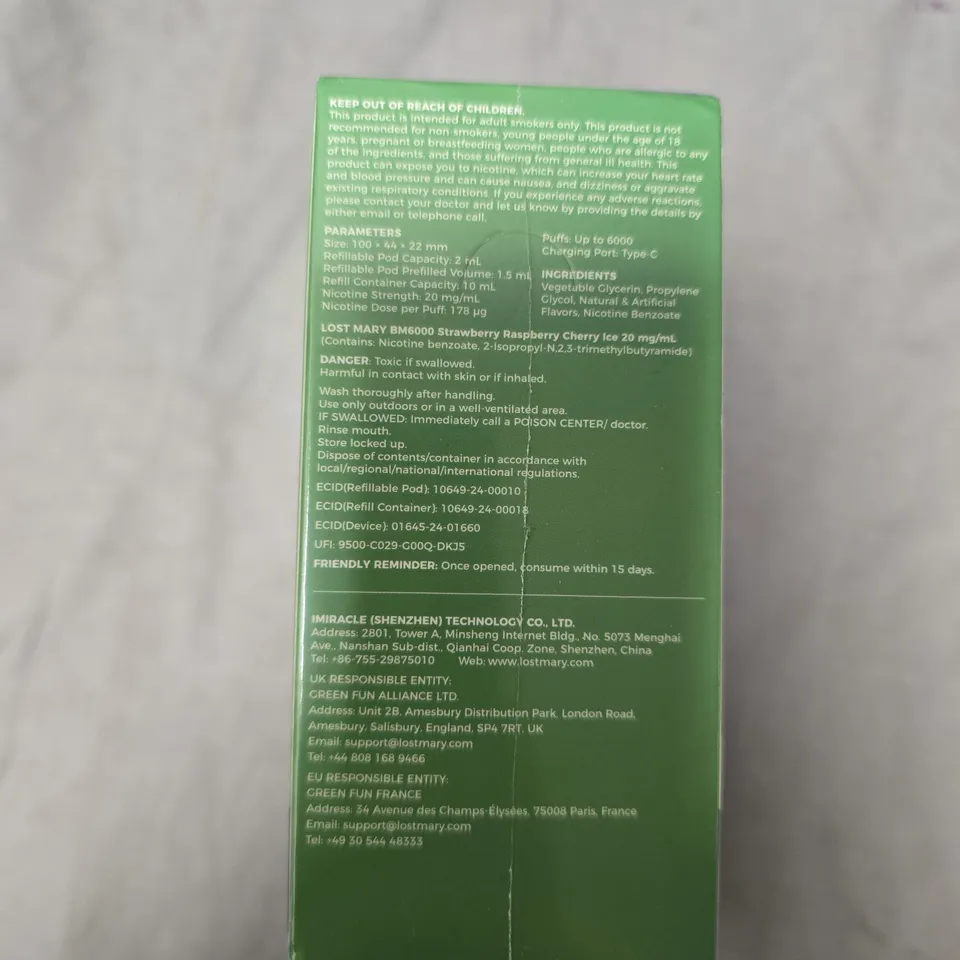 KEEP OUT OF REACH OF CHILDREN.
This product is intended for adult smokers only. This product is not
recommended for non-smokers, young people under the age of 18
years, pregnant or breastfeeding women, people who are allergic to any
of the ingredients, and those suffering from general ill health. This
product can expose you to nicotine, which can increase your heart rate
and blood pressure and can cause nausea, and dizziness or aggravate
existing respiratory conditions. If you experience any adverse reactions,
please contact your doctor and let us know by providing the details by
either email or telephone call.
PARAMETERS
Size: 100 × 44 × 22 mm
Refillable Pod Capacity: 2 mL
Refillable Pod Prefilled Volume: 1.5 mL
Refill Container Capacity: 10 mL
Nicotine Strength: 20 mg/mL
Nicotine Dose per Puff: 178 µg
Puffs: Up to 6000
Charging Port: Type-C
INGREDIENTS
Vegetable Glycerin, Propylene
Glycol, Natural & Artificial
Flavors, Nicotine Benzoate
LOST MARY BM6000 Strawberry Raspberry Cherry Ice 20 mg/mL
(Contains: Nicotine benzoate, 2-Isopropyl-N,2,3-trimethylbutyramide)
DANGER: Toxic if swallowed.
Harmful in contact with skin or if inhaled.
Wash thoroughly after handling.
Use only outdoors or in a well-ventilated area.
IF SWALLOWED: Immediately call a POISON CENTER/ doctor.
Rinse mouth.
Store locked up.
Dispose of contents/container in accordance with
local/regional/national/international regulations.
ECID(Refillable Pod): 10649-24-00010
ECID(Refill Container): 10649-24-00018
ECID(Device): 01645-24-01660
UFI: 9500-C029-G00Q-DKJ5
FRIENDLY REMINDER: Once opened, consume within 15 days.
IMIRACLE (SHENZHEN) TECHNOLOGY CO., LTD.
Address: 2801, Tower A, Minsheng Internet Bldg., No. 5073 Menghai
Ave., Nanshan Sub-dist., Qianhai Coop. Zone, Shenzhen, China
Tel: +86-755-29875010 Web: www.lostmary.com
UK RESPONSIBLE ENTITY:
GREEN FUN ALLIANCE LTD.
Address: Unit 2B, Amesbury Distribution Park, London Road,
Amesbury, Salisbury, England, SP4 7RT, UK
Email: support@lostmary.com
Tel: +44 808 168 9466
EU RESPONSIBLE ENTITY:
GREEN FUN FRANCE
Address: 34 Avenue des Champs-Élysées, 75008 Paris, France
Email: support@lostmary.com
Tel: +49 30 544 48333